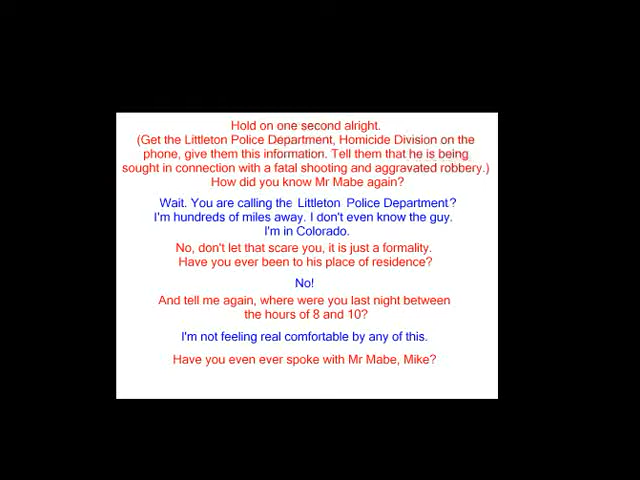 Hold on one second alright.
(Get the Littleton Police Department, Homicide Division on the
phone, give them this information. Tell them that he is being
sought in connection with a fatal shooting and aggravated robbery.)
How did you know Mr Mabe again?
Wait. You are calling the Littleton Police Department?
I'm hundreds of miles away. I don't even know the guy.
I'm in Colorado.
No, don't let that scare you, it is just a formality.
Have you ever been to his place of residence?
No!
And tell me again, where were you last night between
the hours of 8 and 10?
I'm not feeling real comfortable by any of this.
Have you even ever spoke with Mr Mabe, Mike?